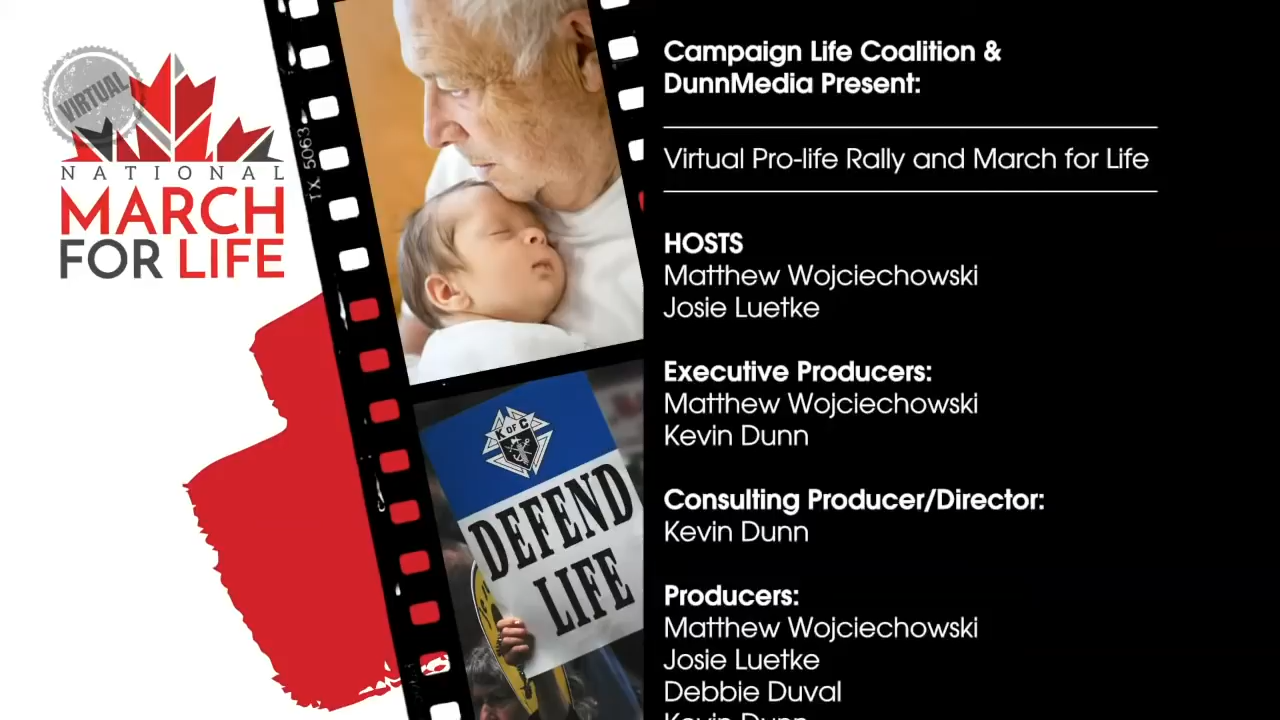 VIRTUAL
NATIONAL
MARCH
FOR LIFE
TX 5063
K OF C
DEFEND
LIFE
Campaign Life Coalition &
DunnMedia Present:
Virtual Pro-life Rally and March for Life
HOSTS
Matthew Wojciechowski
Josie Luetke
Executive Producers:
Matthew Wojciechowski
Kevin Dunn
Consulting Producer/Director:
Kevin Dunn
Producers:
Matthew Wojciechowski
Josie Luetke
Debbie Duval
Kevin Dunn